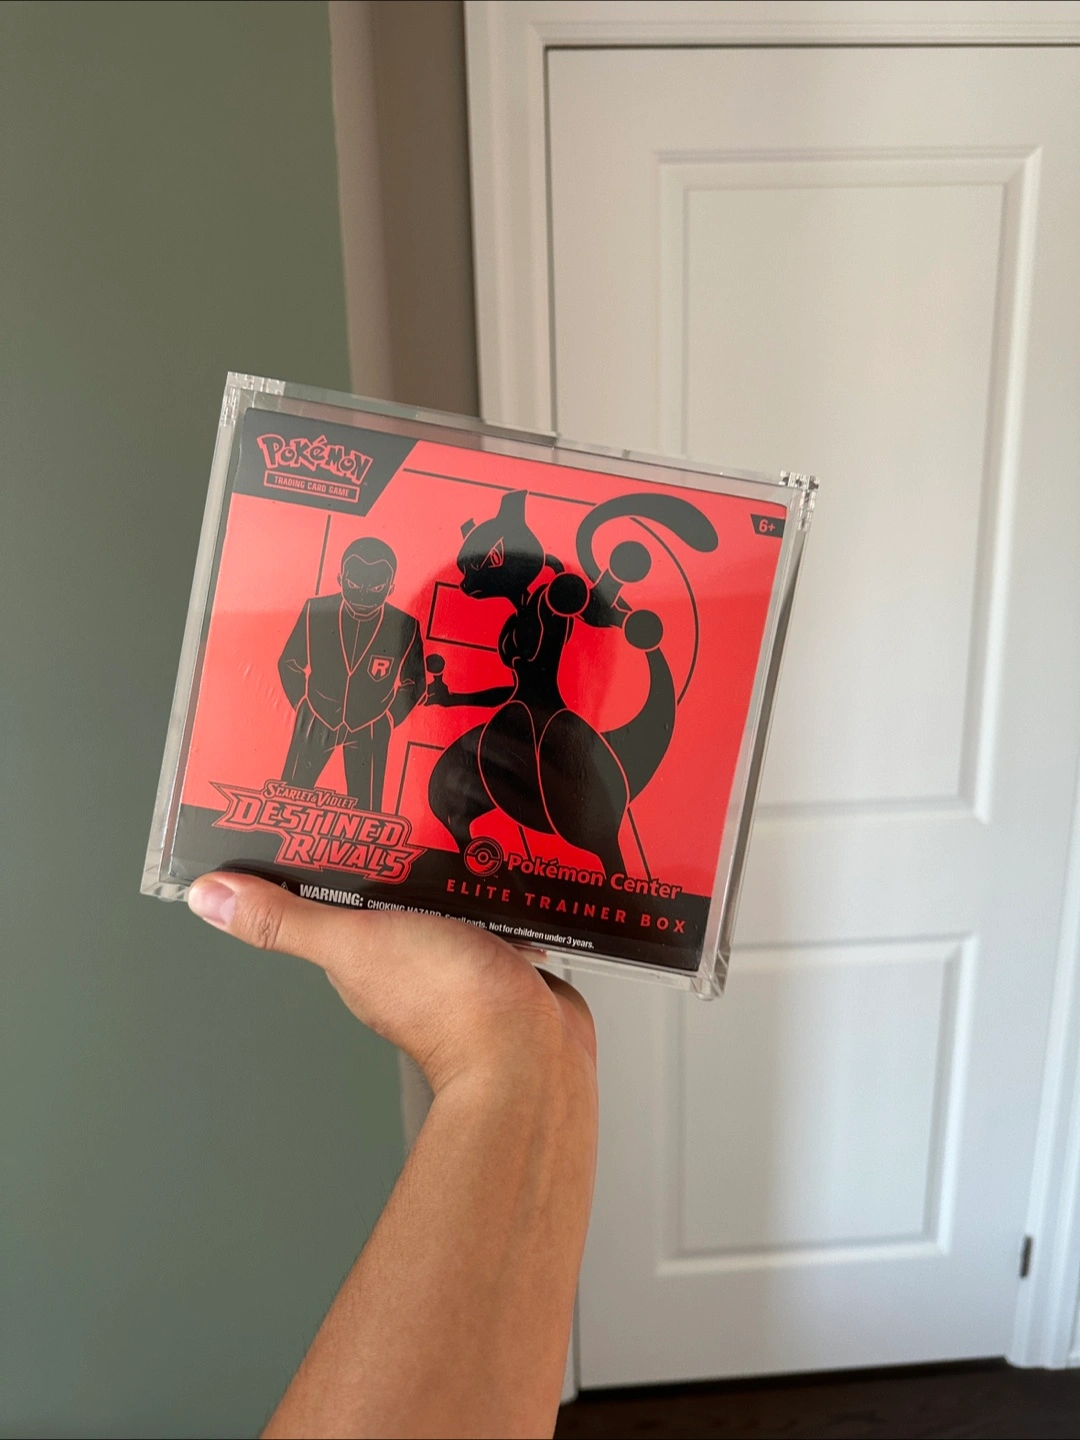 POKéMON
TRADING CARD GAME
6+
R
SCARLET & VIOLET
DESTINED
RIVALS
Pokémon Center
ELITE TRAINER BOX
WARNING: CHOKING HAZARD. Small parts. Not for children under 3 years.